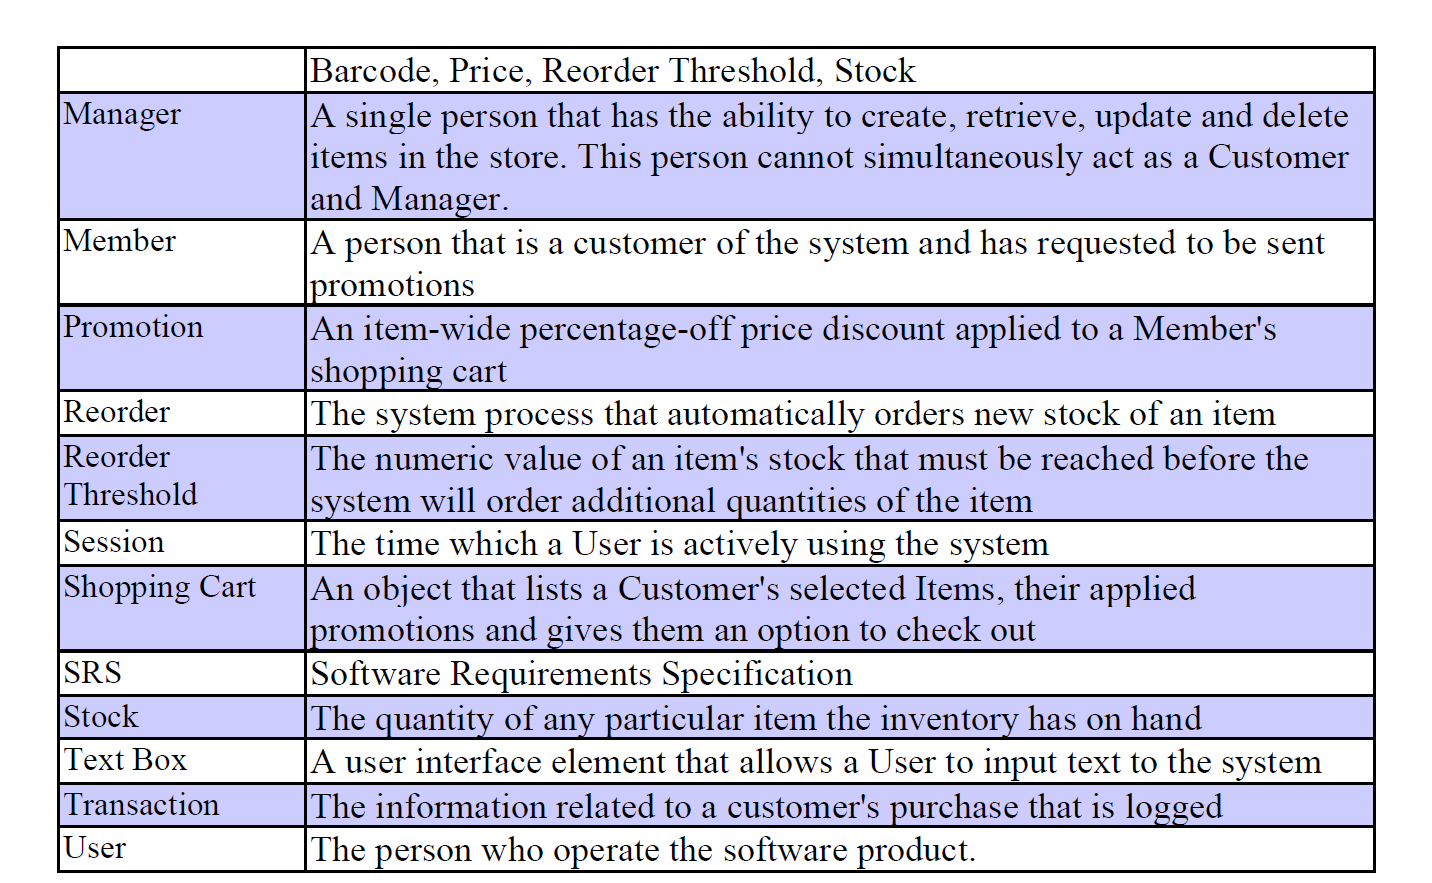 Barcode, Price, Reorder Threshold, Stock
Manager
A single person that has the ability to create, retrieve, update and delete
items in the store. This person cannot simultaneously act as a Customer
and Manager.
Member
A person that is a customer of the system and has requested to be sent
promotions
Promotion
An item-wide percentage-off price discount applied to a Member's
shopping cart
Reorder
The system process that automatically orders new stock of an item
Reorder
Threshold
The numeric value of an item's stock that must be reached before the
system will order additional quantities of the item
Session
The time which a User is actively using the system
Shopping Cart
An object that lists a Customer's selected Items, their applied
promotions and gives them an option to check out
SRS
Software Requirements Specification
Stock
The quantity of any particular item the inventory has on hand
Text Box
A user interface element that allows a User to input text to the system
Transaction
The information related to a customer's purchase that is logged
User
The person who operate the software product.